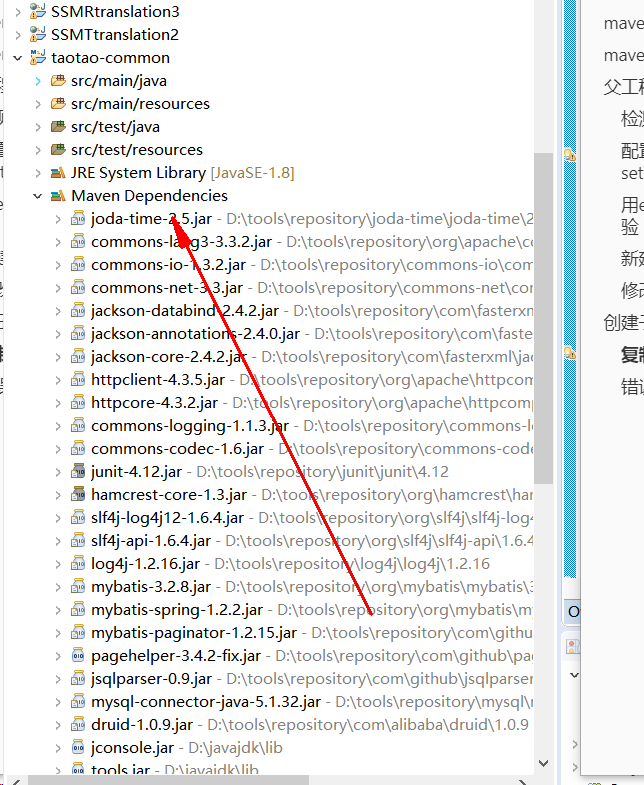 SSMRtranslation3
SSMTtranslation2
taotao-common
src/main/java
src/main/resources
src/test/java
src/test/resources
JRE System Library [JavaSE-1.8]
Maven Dependencies
joda-time-2.5.jar - D:\tools\repository\joda-time\joda-time\2
commons-lang3-3.3.2.jar - D:\tools\repository\org\apache\co
commons-io-1.3.2.jar - D:\tools\repository\commons-io\com
commons-net-3.3.jar - D:\tools\repository\commons-net\cor
jackson-databind-2.4.2.jar - D:\tools\repository\com\fasterxm
jackson-annotations-2.4.0.jar - D:\tools\repository\com\faster
jackson-core-2.4.2.jar - D:\tools\repository\com\fasterxml\jac
httpclient-4.3.5.jar - D:\tools\repository\org\apache\httpcom
httpcore-4.3.2.jar - D:\tools\repository\org\apache\httpcomp
commons-logging-1.1.3.jar - D:\tools\repository\commons-lo
commons-codec-1.6.jar - D:\tools\repository\commons-code
junit-4.12.jar - D:\tools\repository\junit\junit\4.12
hamcrest-core-1.3.jar - D:\tools\repository\org\hamcrest\har
slf4j-log4j12-1.6.4.jar - D:\tools\repository\org\slf4j\slf4j-log4
slf4j-api-1.6.4.jar - D:\tools\repository\org\slf4j\slf4j-api\1.6.4
log4j-1.2.16.jar - D:\tools\repository\log4j\log4j\1.2.16
mybatis-3.2.8.jar - D:\tools\repository\org\mybatis\mybatis\3
mybatis-spring-1.2.2.jar - D:\tools\repository\org\mybatis\m
mybatis-paginator-1.2.15.jar - D:\tools\repository\com\githu
pagehelper-3.4.2-fix.jar - D:\tools\repository\com\github\pag
jsqlparser-0.9.jar - D:\tools\repository\com\github\jsqlparser
mysql-connector-java-5.1.32.jar - D:\tools\repository\mysql\
druid-1.0.9.jar - D:\tools\repository\com\alibaba\druid\1.0.9
jconsole.jar - D:\javajdk\lib
tools.jar - D:\javajdk\lib
mave
mave
父工
检
配
set
用e
验
新
修
创建
复
错